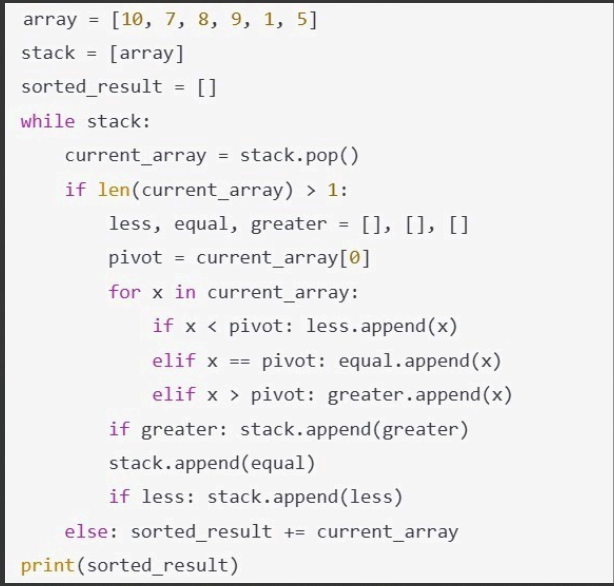 array = [10, 7, 8, 9, 1, 5]
stack = [array]
sorted_result = []
while stack:
    current_array = stack.pop()
    if len(current_array) > 1:
        less, equal, greater = [], [], []
        pivot = current_array[0]
        for x in current_array:
            if x < pivot: less.append(x)
            elif x == pivot: equal.append(x)
            elif x > pivot: greater.append(x)
        if greater: stack.append(greater)
        stack.append(equal)
        if less: stack.append(less)
    else: sorted_result += current_array
print(sorted_result)